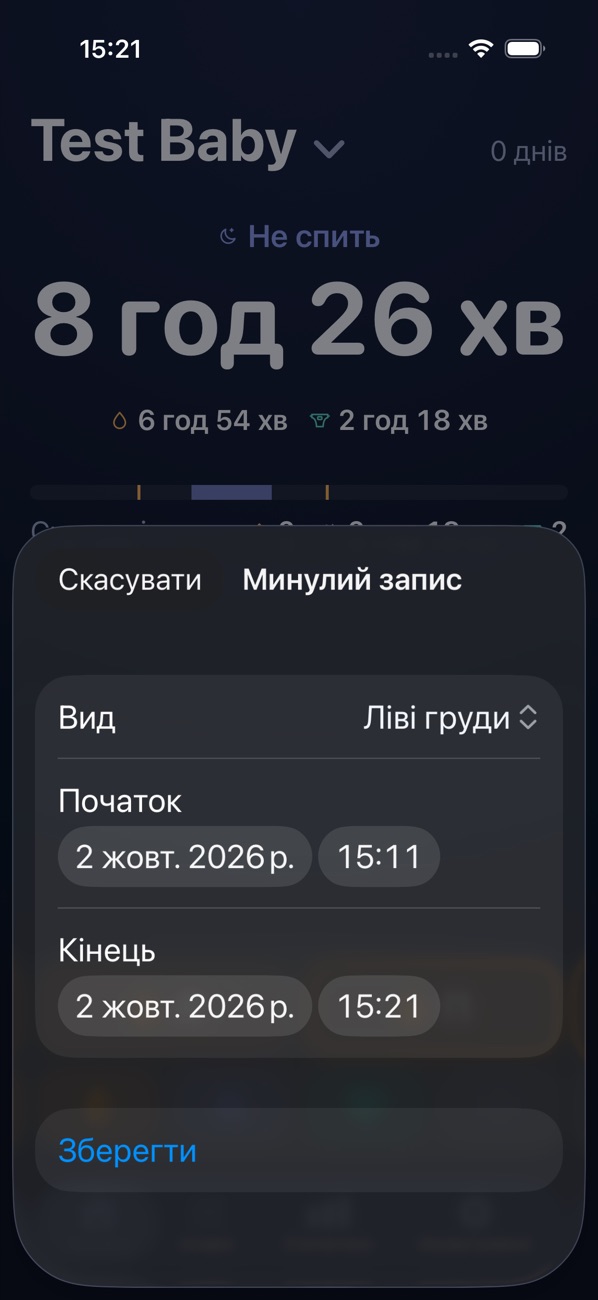 15:21
Test Baby
0 днів
Не спить
8 год 26 хв
6 год 54 хв 2 год 18 хв
Скасувати Минулий запис
Вид Ліві груди
Початок
2 жовт. 2026 р. 15:11
Кінець
2 жовт. 2026 р. 15:21
Зберегти